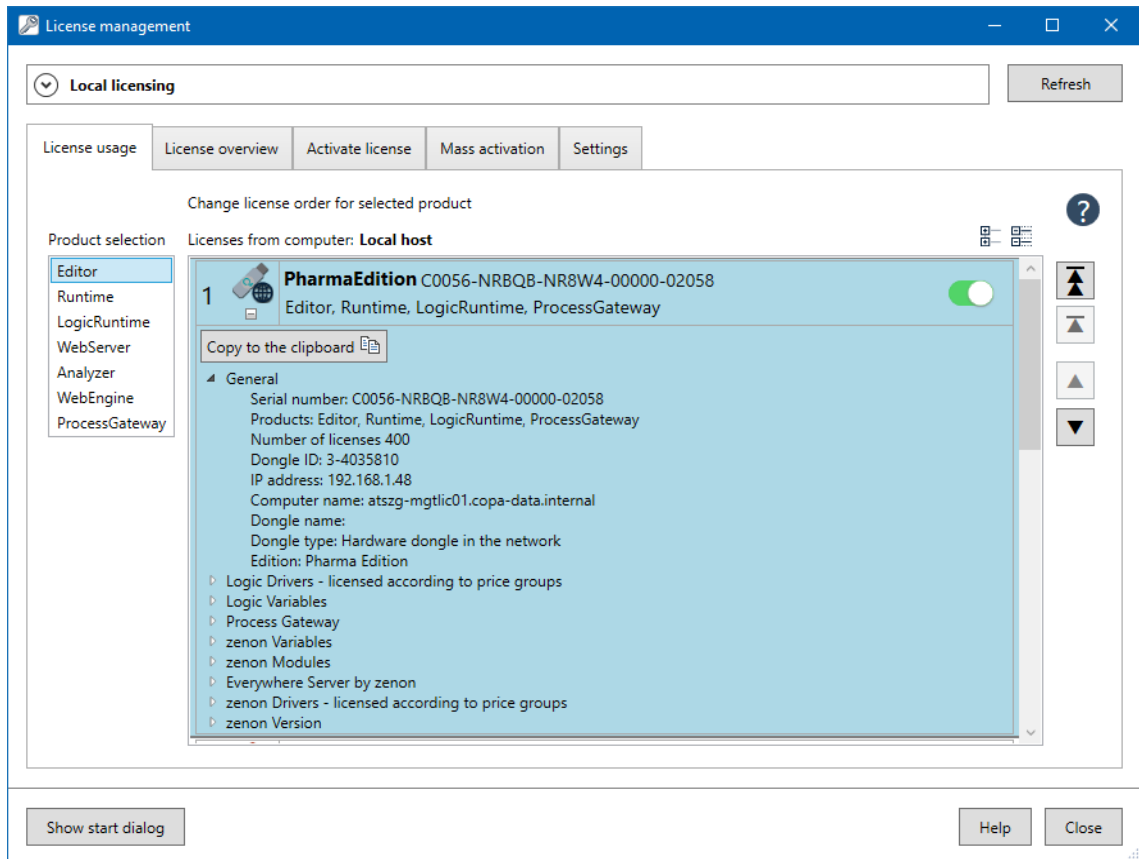 License management
Local licensing
Refresh
License usage
License overview
Activate license
Mass activation
Settings
Change license order for selected product
?
Product selection
Licenses from computer: Local host
Editor
Runtime
LogicRuntime
WebServer
Analyzer
WebEngine
ProcessGateway
1
PharmaEdition C0056-NRBQB-NR8W4-00000-02058
Editor, Runtime, LogicRuntime, ProcessGateway
Copy to the clipboard
General
Serial number: C0056-NRBQB-NR8W4-00000-02058
Products: Editor, Runtime, LogicRuntime, ProcessGateway
Number of licenses 400
Dongle ID: 3-4035810
IP address: 192.168.1.48
Computer name: atszg-mgtlic01.copa-data.internal
Dongle name:
Dongle type: Hardware dongle in the network
Edition: Pharma Edition
Logic Drivers - licensed according to price groups
Logic Variables
Process Gateway
zenon Variables
zenon Modules
Everywhere Server by zenon
zenon Drivers - licensed according to price groups
zenon Version
Show start dialog
Help
Close